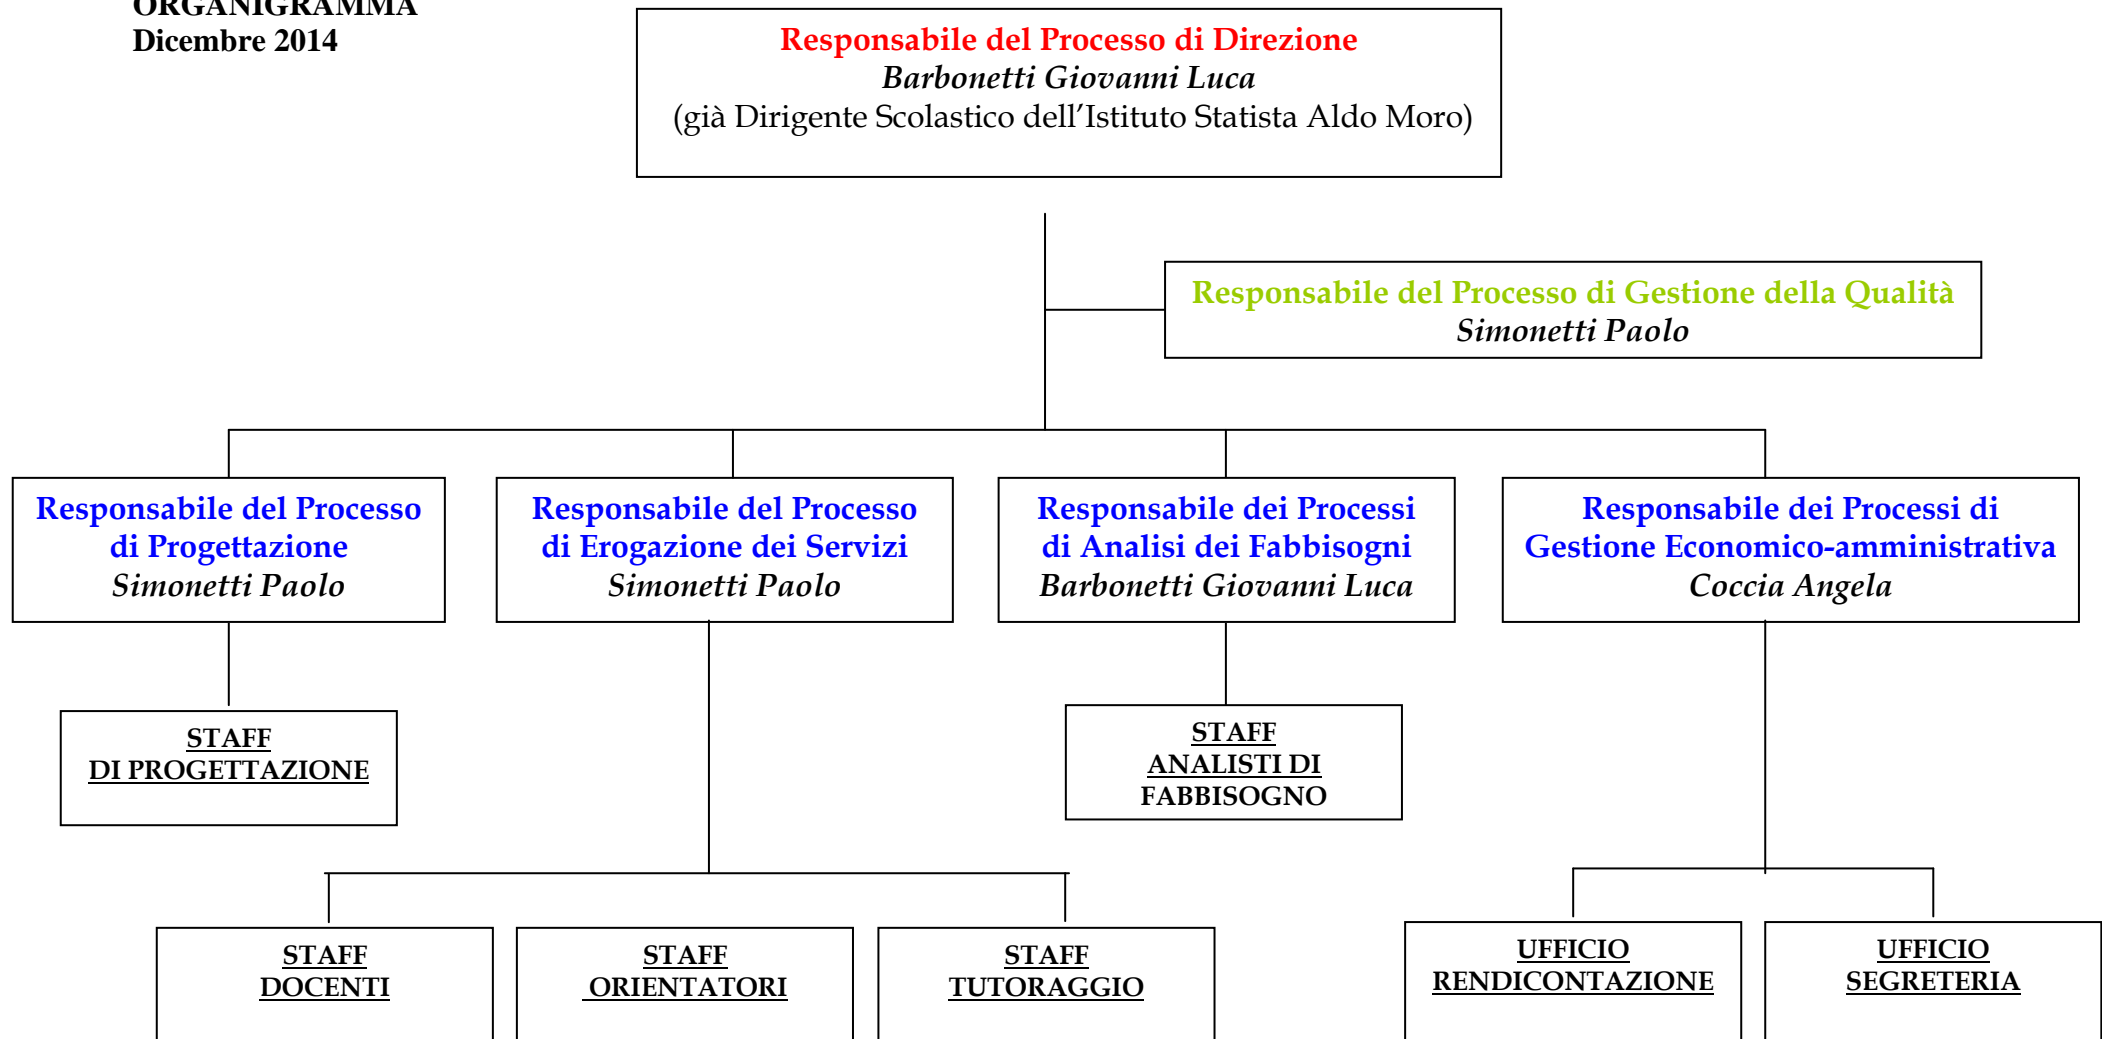 ORGANIGRAMMA
Dicembre 2014
Responsabile del Processo di Direzione
Barbonetti Giovanni Luca
(già Dirigente Scolastico dell’Istituto Statista Aldo Moro)
Responsabile del Processo di Gestione della Qualità
Simonetti Paolo
Responsabile del Processo
di Progettazione
Simonetti Paolo
Responsabile del Processo
di Erogazione dei Servizi
Simonetti Paolo
Responsabile dei Processi
di Analisi dei Fabbisogni
Barbonetti Giovanni Luca
Responsabile dei Processi di
Gestione Economico-amministrativa
Coccia Angela
STAFF
DI PROGETTAZIONE
STAFF
ANALISTI DI
FABBISOGNO
STAFF
DOCENTI
STAFF
ORIENTATORI
STAFF
TUTORAGGIO
UFFICIO
RENDICONTAZIONE
UFFICIO
SEGRETERIA